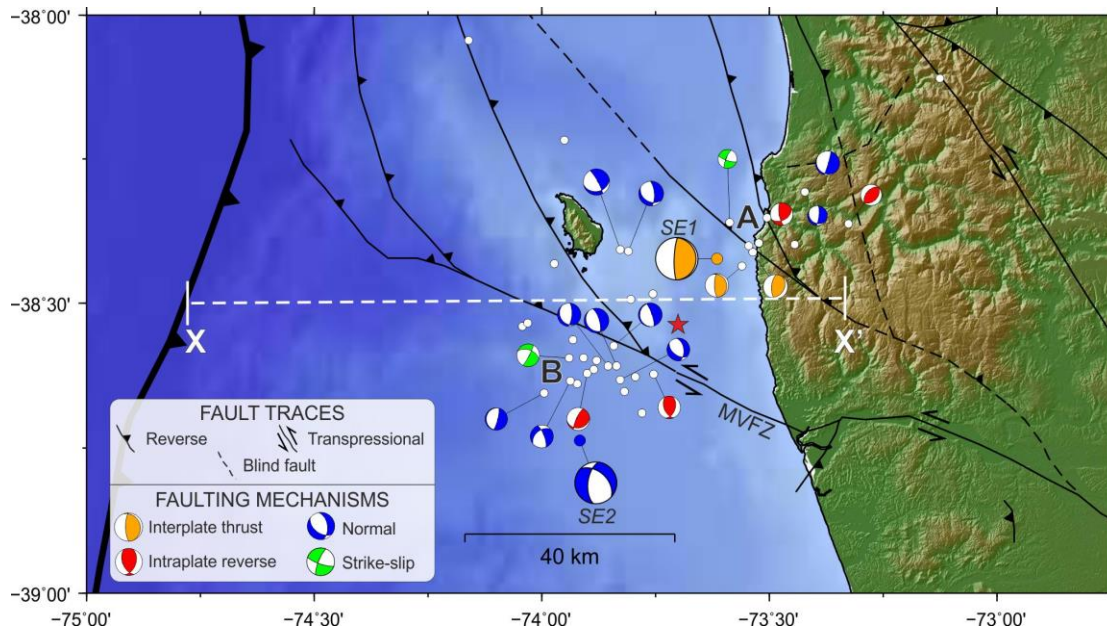 −38°00'
−38°30'
−39°00'
A
SE1
X
X'
B
MVFZ
SE2
40 km
FAULT TRACES
Reverse
Transpressional
Blind fault
FAULTING MECHANISMS
Interplate thrust
Normal
Intraplate reverse
Strike-slip
−75°00'
−74°30'
−74°00'
−73°30'
−73°00'